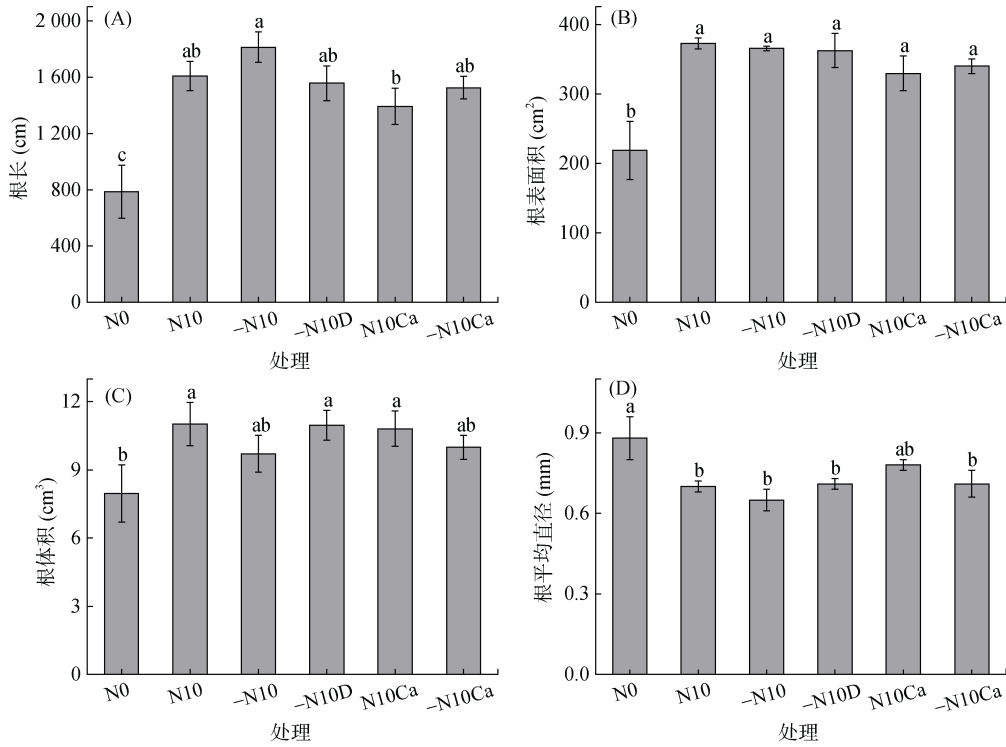 (A)
根长 (cm)
2 000
1 600
1 200
800
400
0
c
ab
a
ab
b
ab
N0
N10
−N10
−N10D
N10Ca
−N10Ca
处理
(B)
根表面积 (cm²)
400
300
200
100
0
b
a
a
a
a
a
N0
N10
−N10
−N10D
N10Ca
−N10Ca
处理
(C)
根体积 (cm³)
12
9
6
3
0
b
a
ab
a
a
ab
N0
N10
−N10
−N10D
N10Ca
−N10Ca
处理
(D)
根平均直径 (mm)
0.9
0.6
0.3
0.0
a
b
b
b
ab
b
N0
N10
−N10
−N10D
N10Ca
−N10Ca
处理